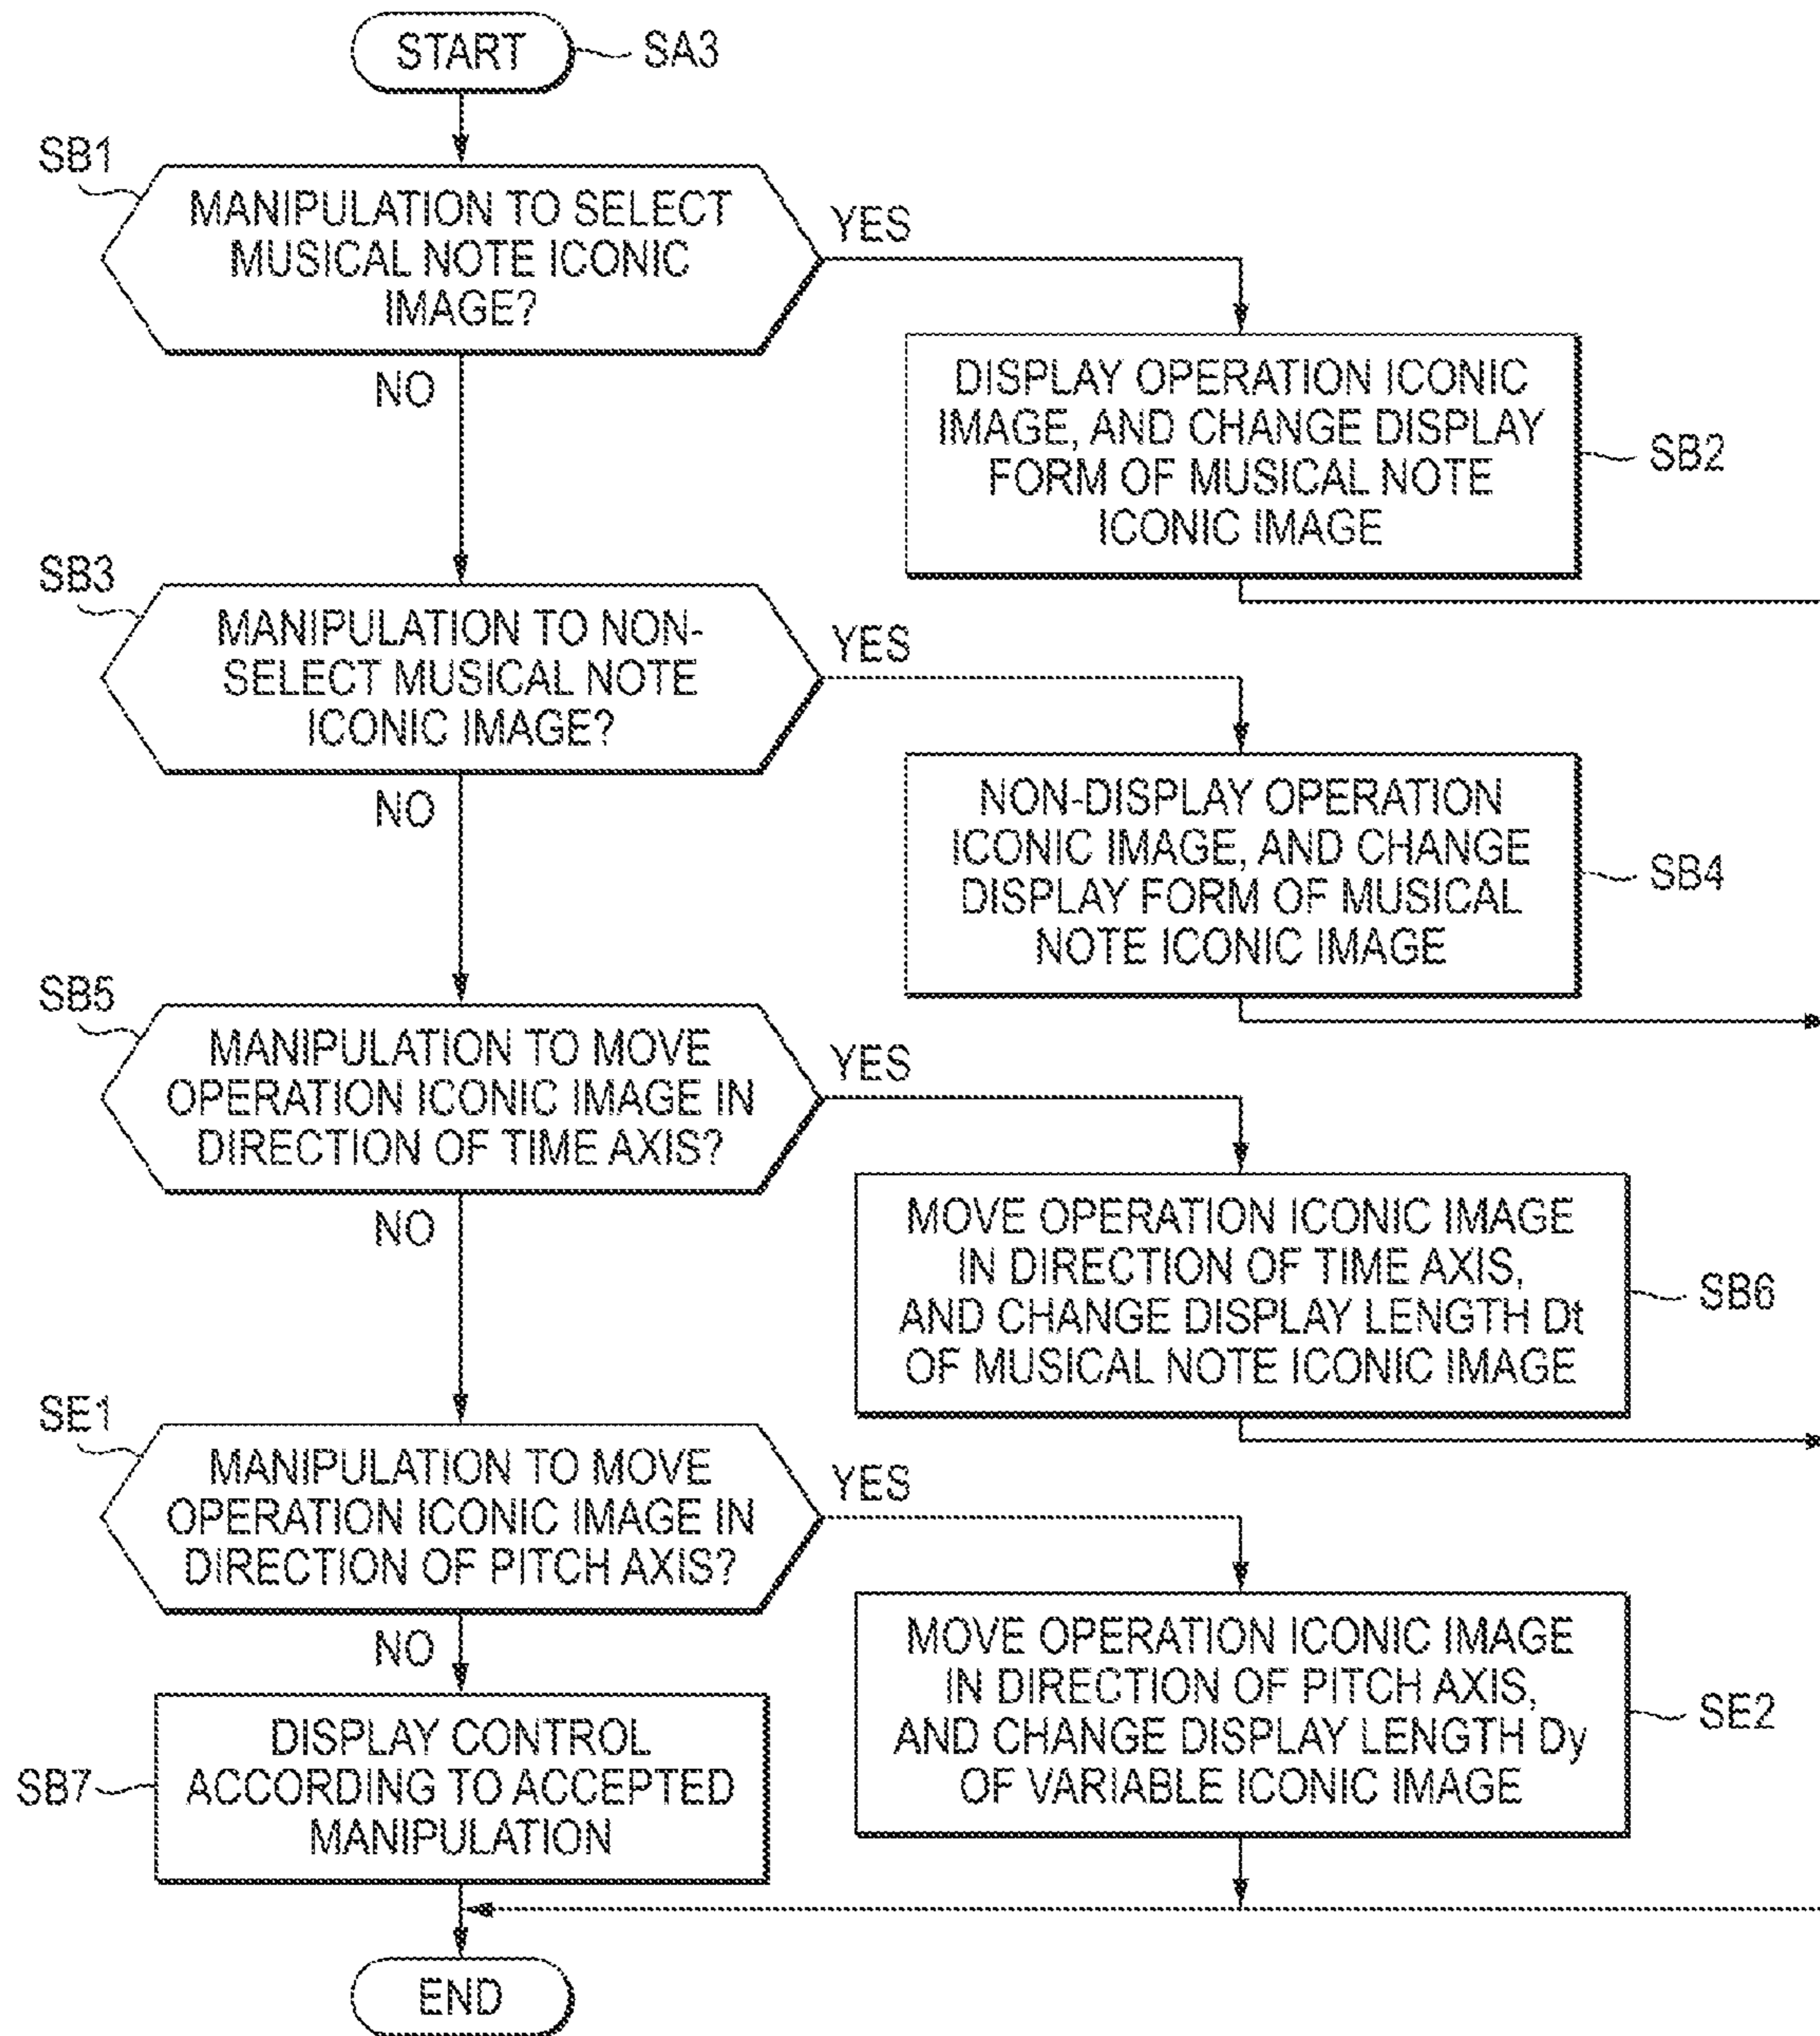 START
SA3
SB1
MANIPULATION TO SELECT
MUSICAL NOTE ICONIC
IMAGE?
YES
NO
DISPLAY OPERATION ICONIC
IMAGE, AND CHANGE DISPLAY
FORM OF MUSICAL NOTE
ICONIC IMAGE
SB2
SB3
MANIPULATION TO NON-
SELECT MUSICAL NOTE
ICONIC IMAGE?
YES
NO
NON-DISPLAY OPERATION
ICONIC IMAGE, AND CHANGE
DISPLAY FORM OF MUSICAL
NOTE ICONIC IMAGE
SB4
SB5
MANIPULATION TO MOVE
OPERATION ICONIC IMAGE IN
DIRECTION OF TIME AXIS?
YES
NO
MOVE OPERATION ICONIC IMAGE
IN DIRECTION OF TIME AXIS,
AND CHANGE DISPLAY LENGTH Dt
OF MUSICAL NOTE ICONIC IMAGE
SB6
SE1
MANIPULATION TO MOVE
OPERATION ICONIC IMAGE IN
DIRECTION OF PITCH AXIS?
YES
NO
MOVE OPERATION ICONIC IMAGE
IN DIRECTION OF PITCH AXIS,
AND CHANGE DISPLAY LENGTH Dy
OF VARIABLE ICONIC IMAGE
SE2
SB7
DISPLAY CONTROL
ACCORDING TO ACCEPTED
MANIPULATION
END